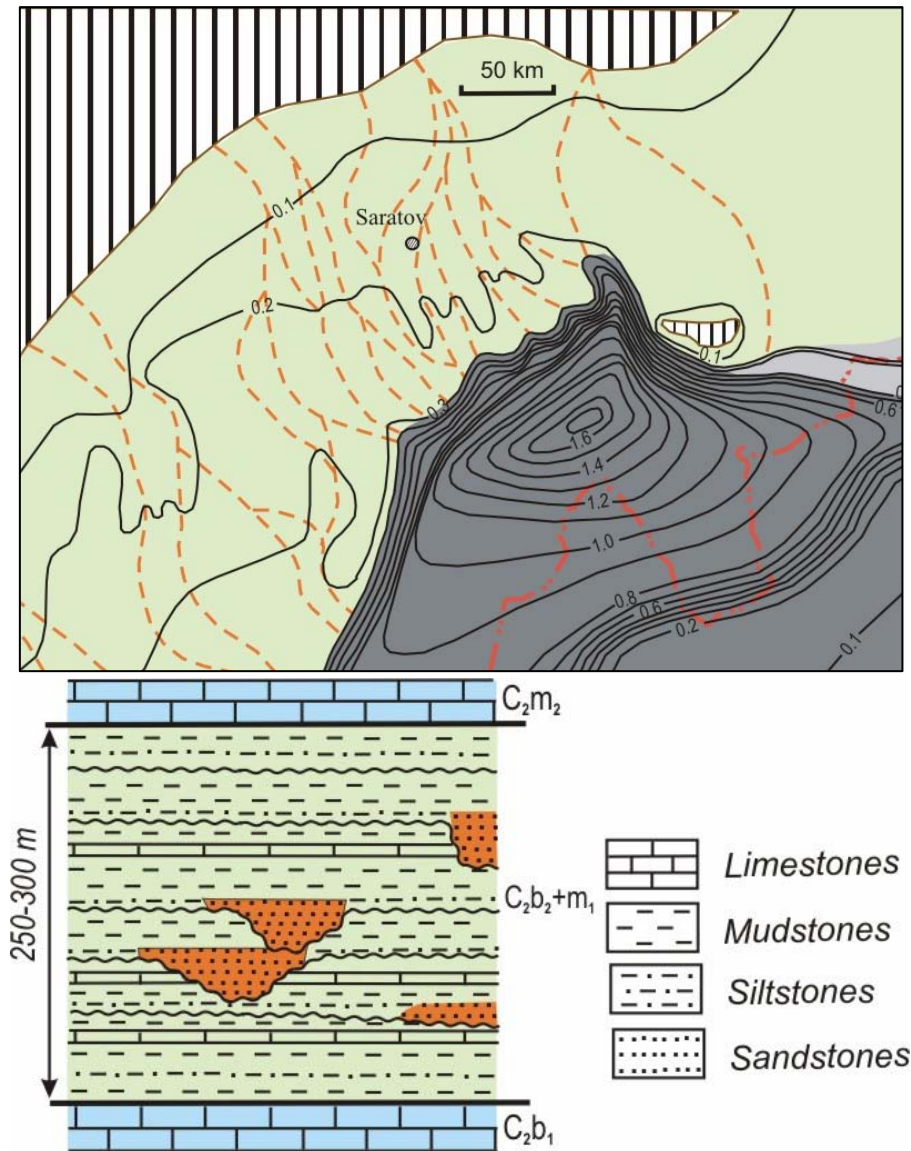 50 km
0.1
Saratov
0.2
0.1
0.3
0.6
1.6
1.4
1.2
1.0
0.8
0.6
0.2
0.1
C₂m₂
250-300 m
C₂b₂+m₁
C₂b₁
Limestones
Mudstones
Siltstones
Sandstones